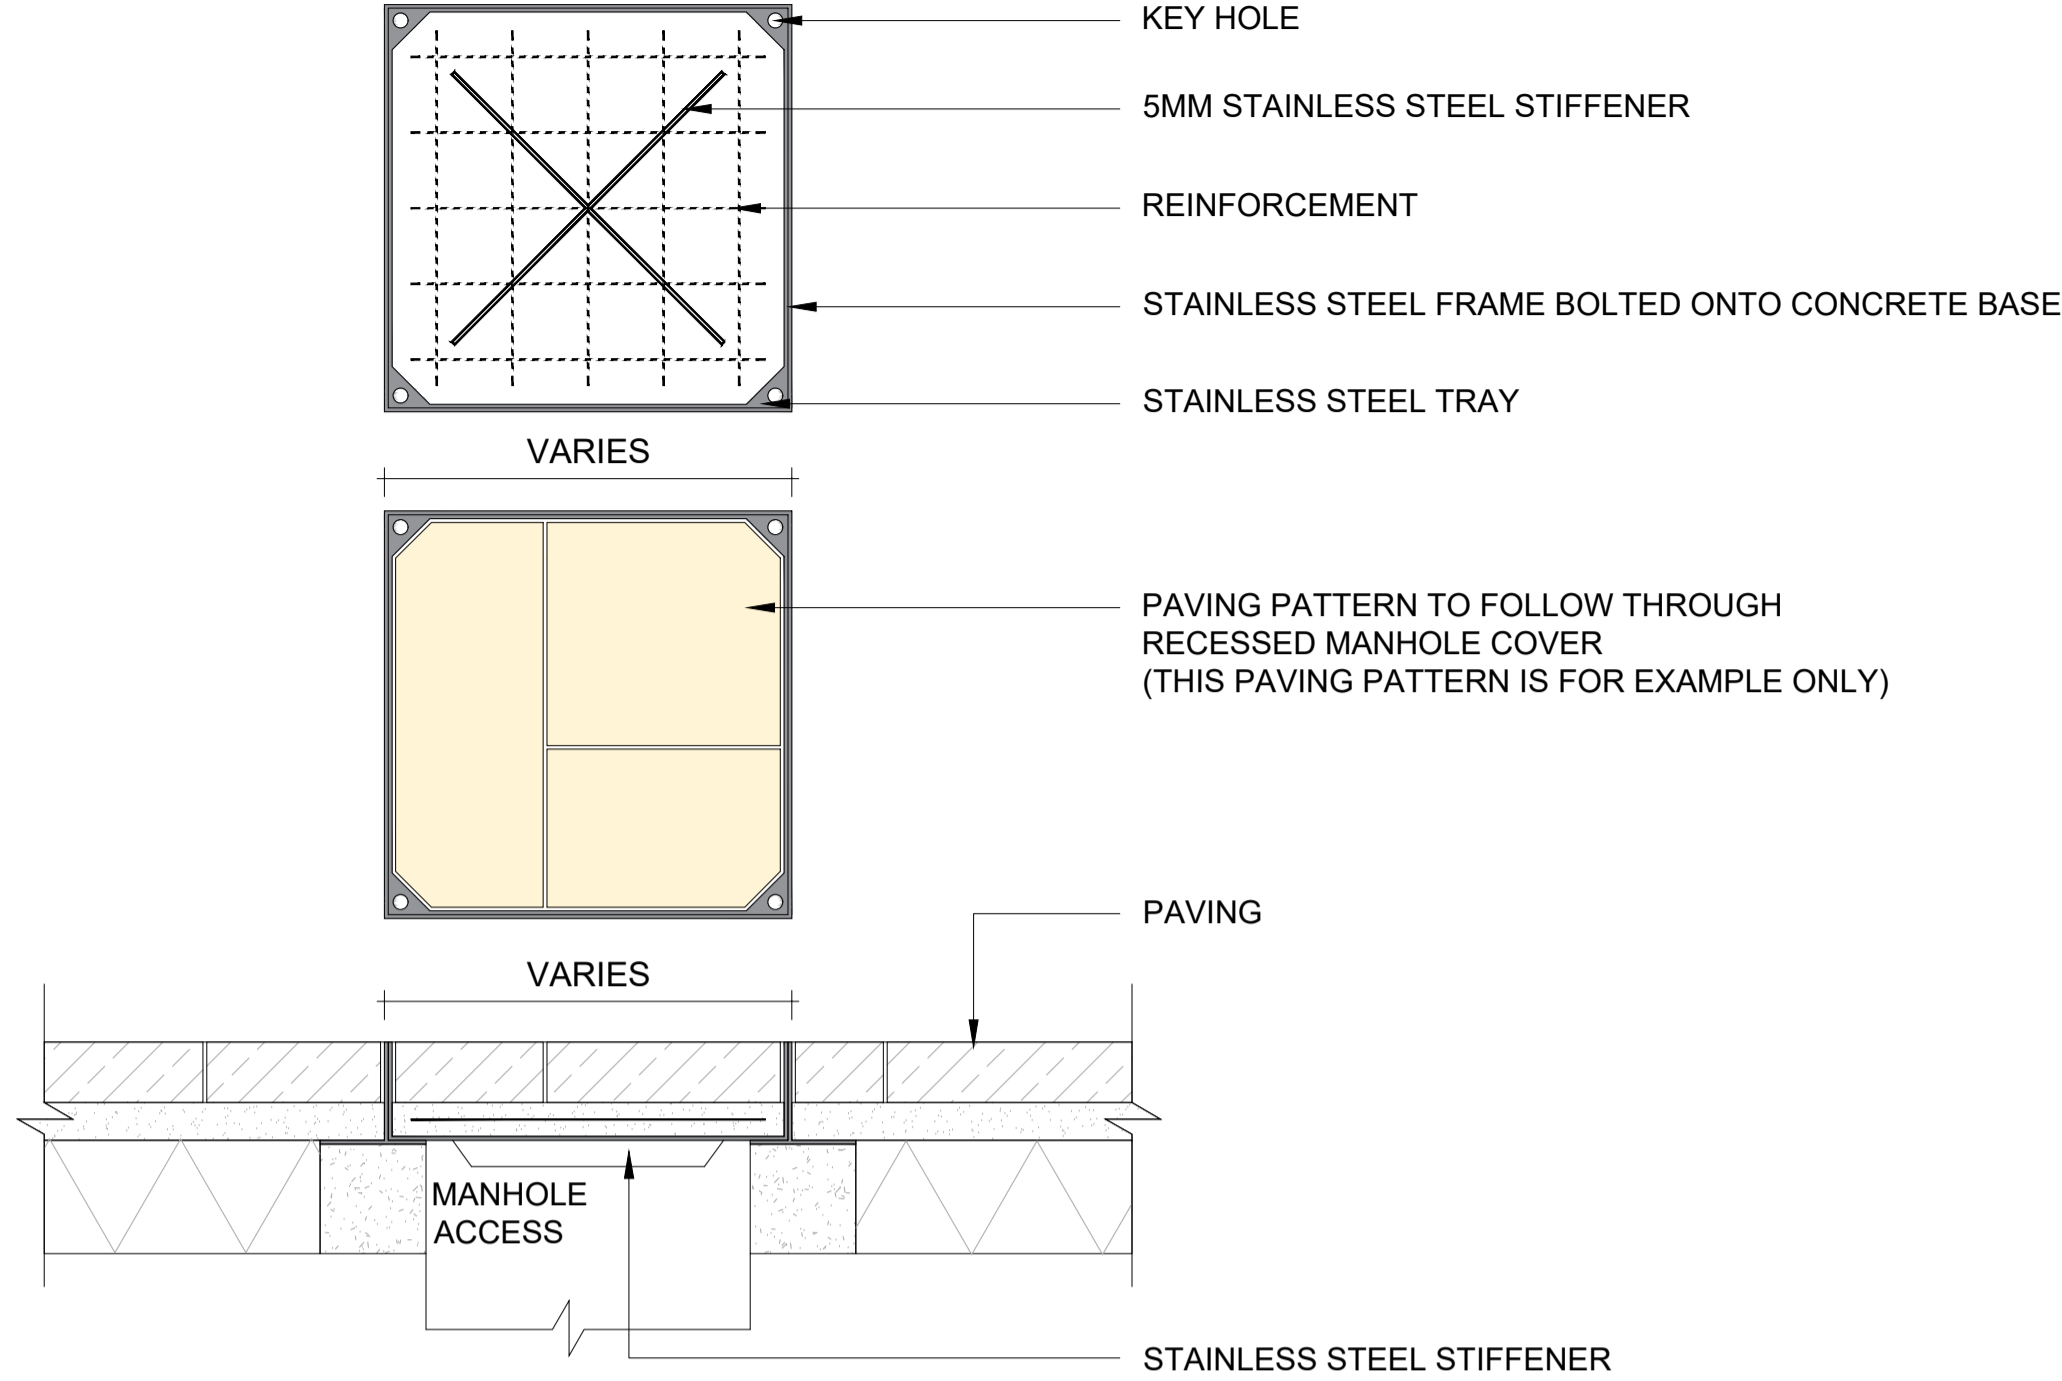 KEY HOLE
5MM STAINLESS STEEL STIFFENER
REINFORCEMENT
STAINLESS STEEL FRAME BOLTED ONTO CONCRETE BASE
STAINLESS STEEL TRAY
VARIES
PAVING PATTERN TO FOLLOW THROUGH
RECESSED MANHOLE COVER
(THIS PAVING PATTERN IS FOR EXAMPLE ONLY)
PAVING
VARIES
MANHOLE
ACCESS
STAINLESS STEEL STIFFENER